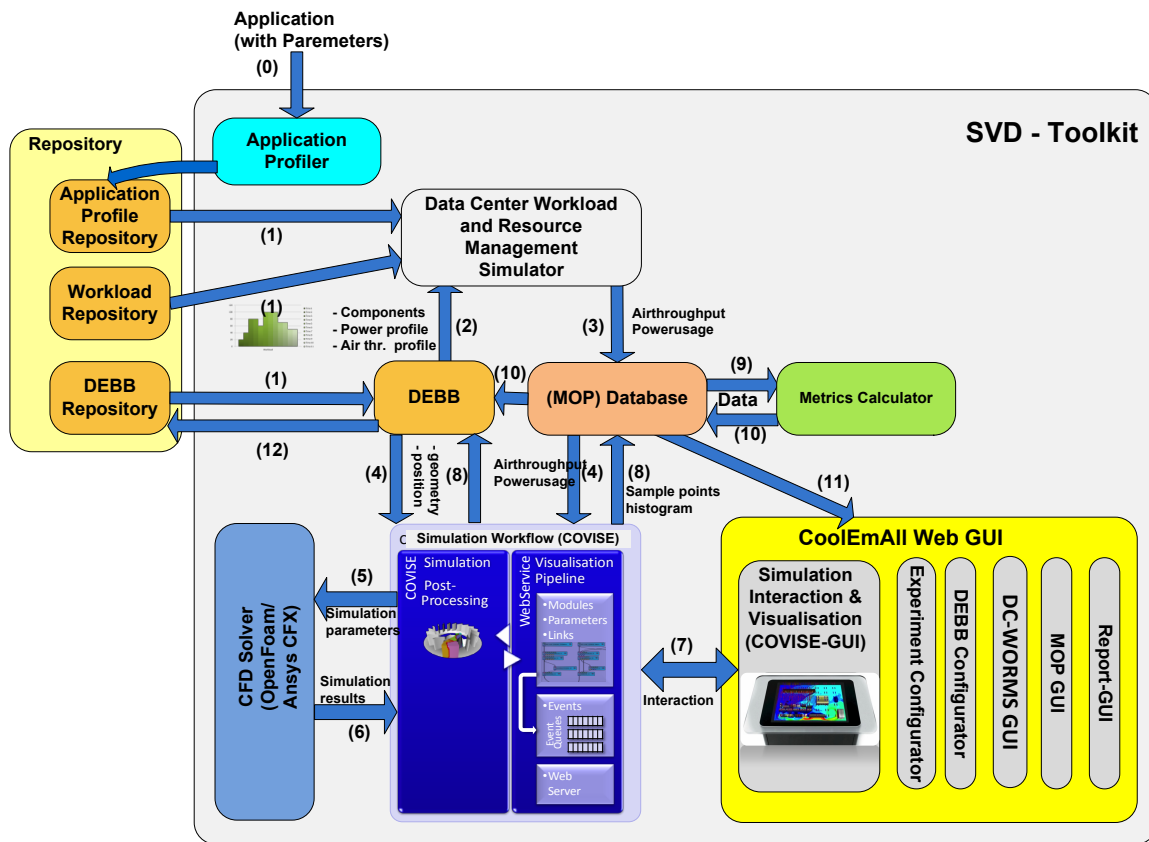 Application
(with Paremeters)
(0)
SVD - Toolkit
Repository
Application
Profiler
Application
Profile
Repository
(1)
Data Center Workload
and Resource
Management
Simulator
Workload
Repository
(1)
- Components
- Power profile
- Air thr. profile
(2)
(3)
Airthroughput
Powerusage
DEBB
Repository
(1)
(12)
DEBB
(10)
(MOP) Database
(9)
Data
(10)
Metrics Calculator
(4)
- geometry
- position
(8)
Airthroughput
Powerusage
(4)
(8)
Sample points
histogram
(11)
CFD Solver
(OpenFoam/
Ansys CFX)
(5)
Simulation
parameters
Simulation
results
(6)
C
Simulation Workflow (COVISE)
COVISE
Simulation
Post-
Processing
WebService
Visualisation
Pipeline
•Modules
•Parameters
•Links
•Events
Event
Queues
•Web
Server
(7)
Interaction
CoolEmAll Web GUI
Simulation
Interaction &
Visualisation
(COVISE-GUI)
Experiment Configurator
DEBB Configurator
DC-WORMS GUI
MOP GUI
Report-GUI